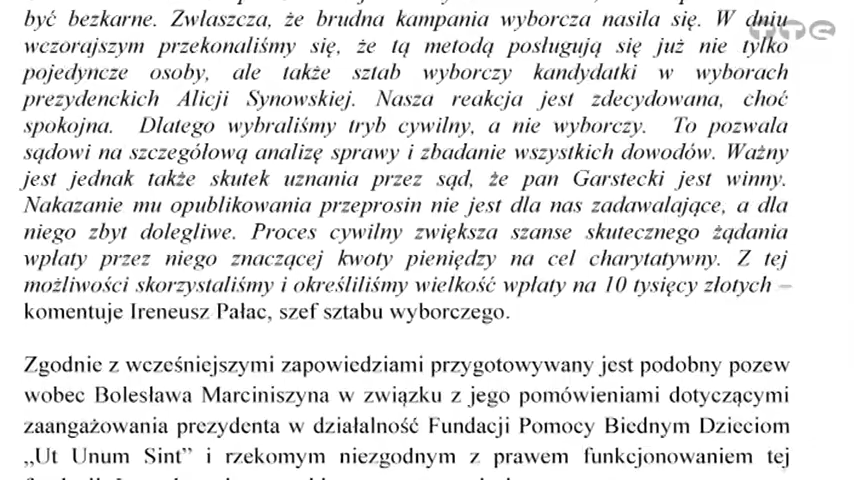 być bezkarne. Zwłaszcza, że brudna kampania wyborcza nasila się. W dniu
wczorajszym przekonaliśmy się, że tą metodą posługują się już nie tylko
pojedyncze osoby, ale także sztab wyborczy kandydatki w wyborach
prezydenckich Alicji Synowskiej. Nasza reakcja jest zdecydowana, choć
spokojna. Dlatego wybraliśmy tryb cywilny, a nie wyborczy. To pozwala
sądowi na szczegółową analizę sprawy i zbadanie wszystkich dowodów. Ważny
jest jednak także skutek uznania przez sąd, że pan Garstecki jest winny.
Nakazanie mu opublikowania przeprosin nie jest dla nas zadawalające, a dla
niego zbyt dolegliwe. Proces cywilny zwiększa szanse skutecznego żądania
wpłaty przez niego znaczącej kwoty pieniędzy na cel charytatywny. Z tej
możliwości skorzystaliśmy i określiliśmy wielkość wpłaty na 10 tysięcy złotych –
komentuje Ireneusz Pałac, szef sztabu wyborczego.
Zgodnie z wcześniejszymi zapowiedziami przygotowywany jest podobny pozew
wobec Bolesława Marciniszyna w związku z jego pomówieniami dotyczącymi
zaangażowania prezydenta w działalność Fundacji Pomocy Biednym Dzieciom
„Ut Unum Sint” i rzekomym niezgodnym z prawem funkcjonowaniem tej